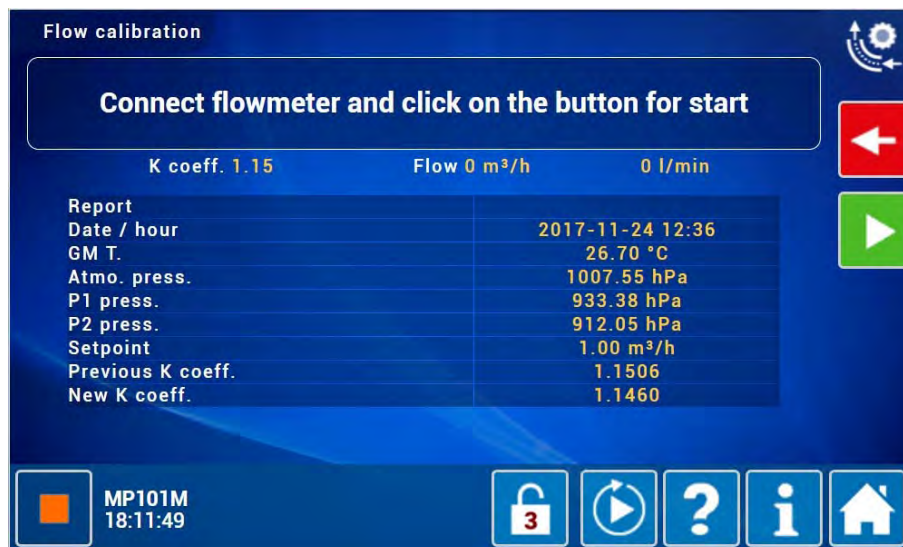 Flow calibration
Connect flowmeter and click on the button for start
K coeff. 1.15 Flow 0 m³/h 0 l/min
Report
Date / hour 2017-11-24 12:36
GM T. 26.70 °C
Atmo. press. 1007.55 hPa
P1 press. 933.38 hPa
P2 press. 912.05 hPa
Setpoint 1.00 m³/h
Previous K coeff. 1.1506
New K coeff. 1.1460
MP101M
18:11:49
3
?
i